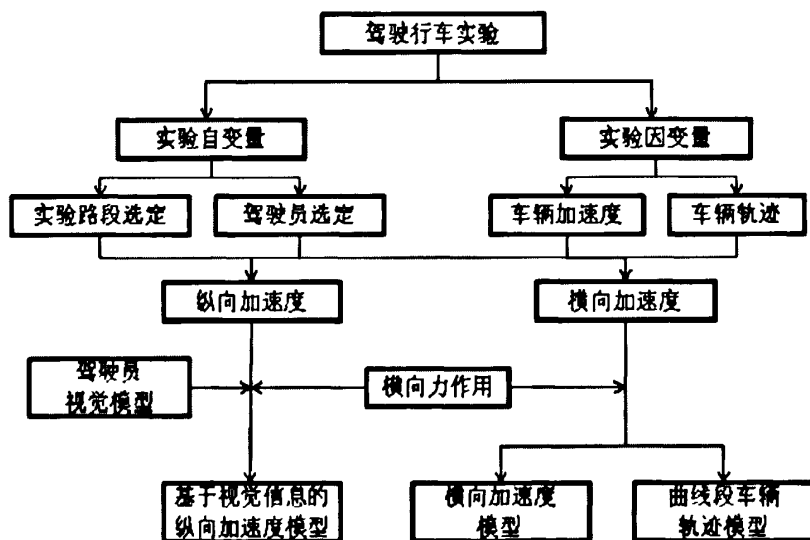 驾驶行车实验
实验自变量
实验因变量
实验路段选定
驾驶员选定
车辆加速度
车辆轨迹
纵向加速度
横向加速度
驾驶员
视觉模型
横向力作用
基于视觉信息的
纵向加速度模型
横向加速度
模型
曲线段车辆
轨迹模型